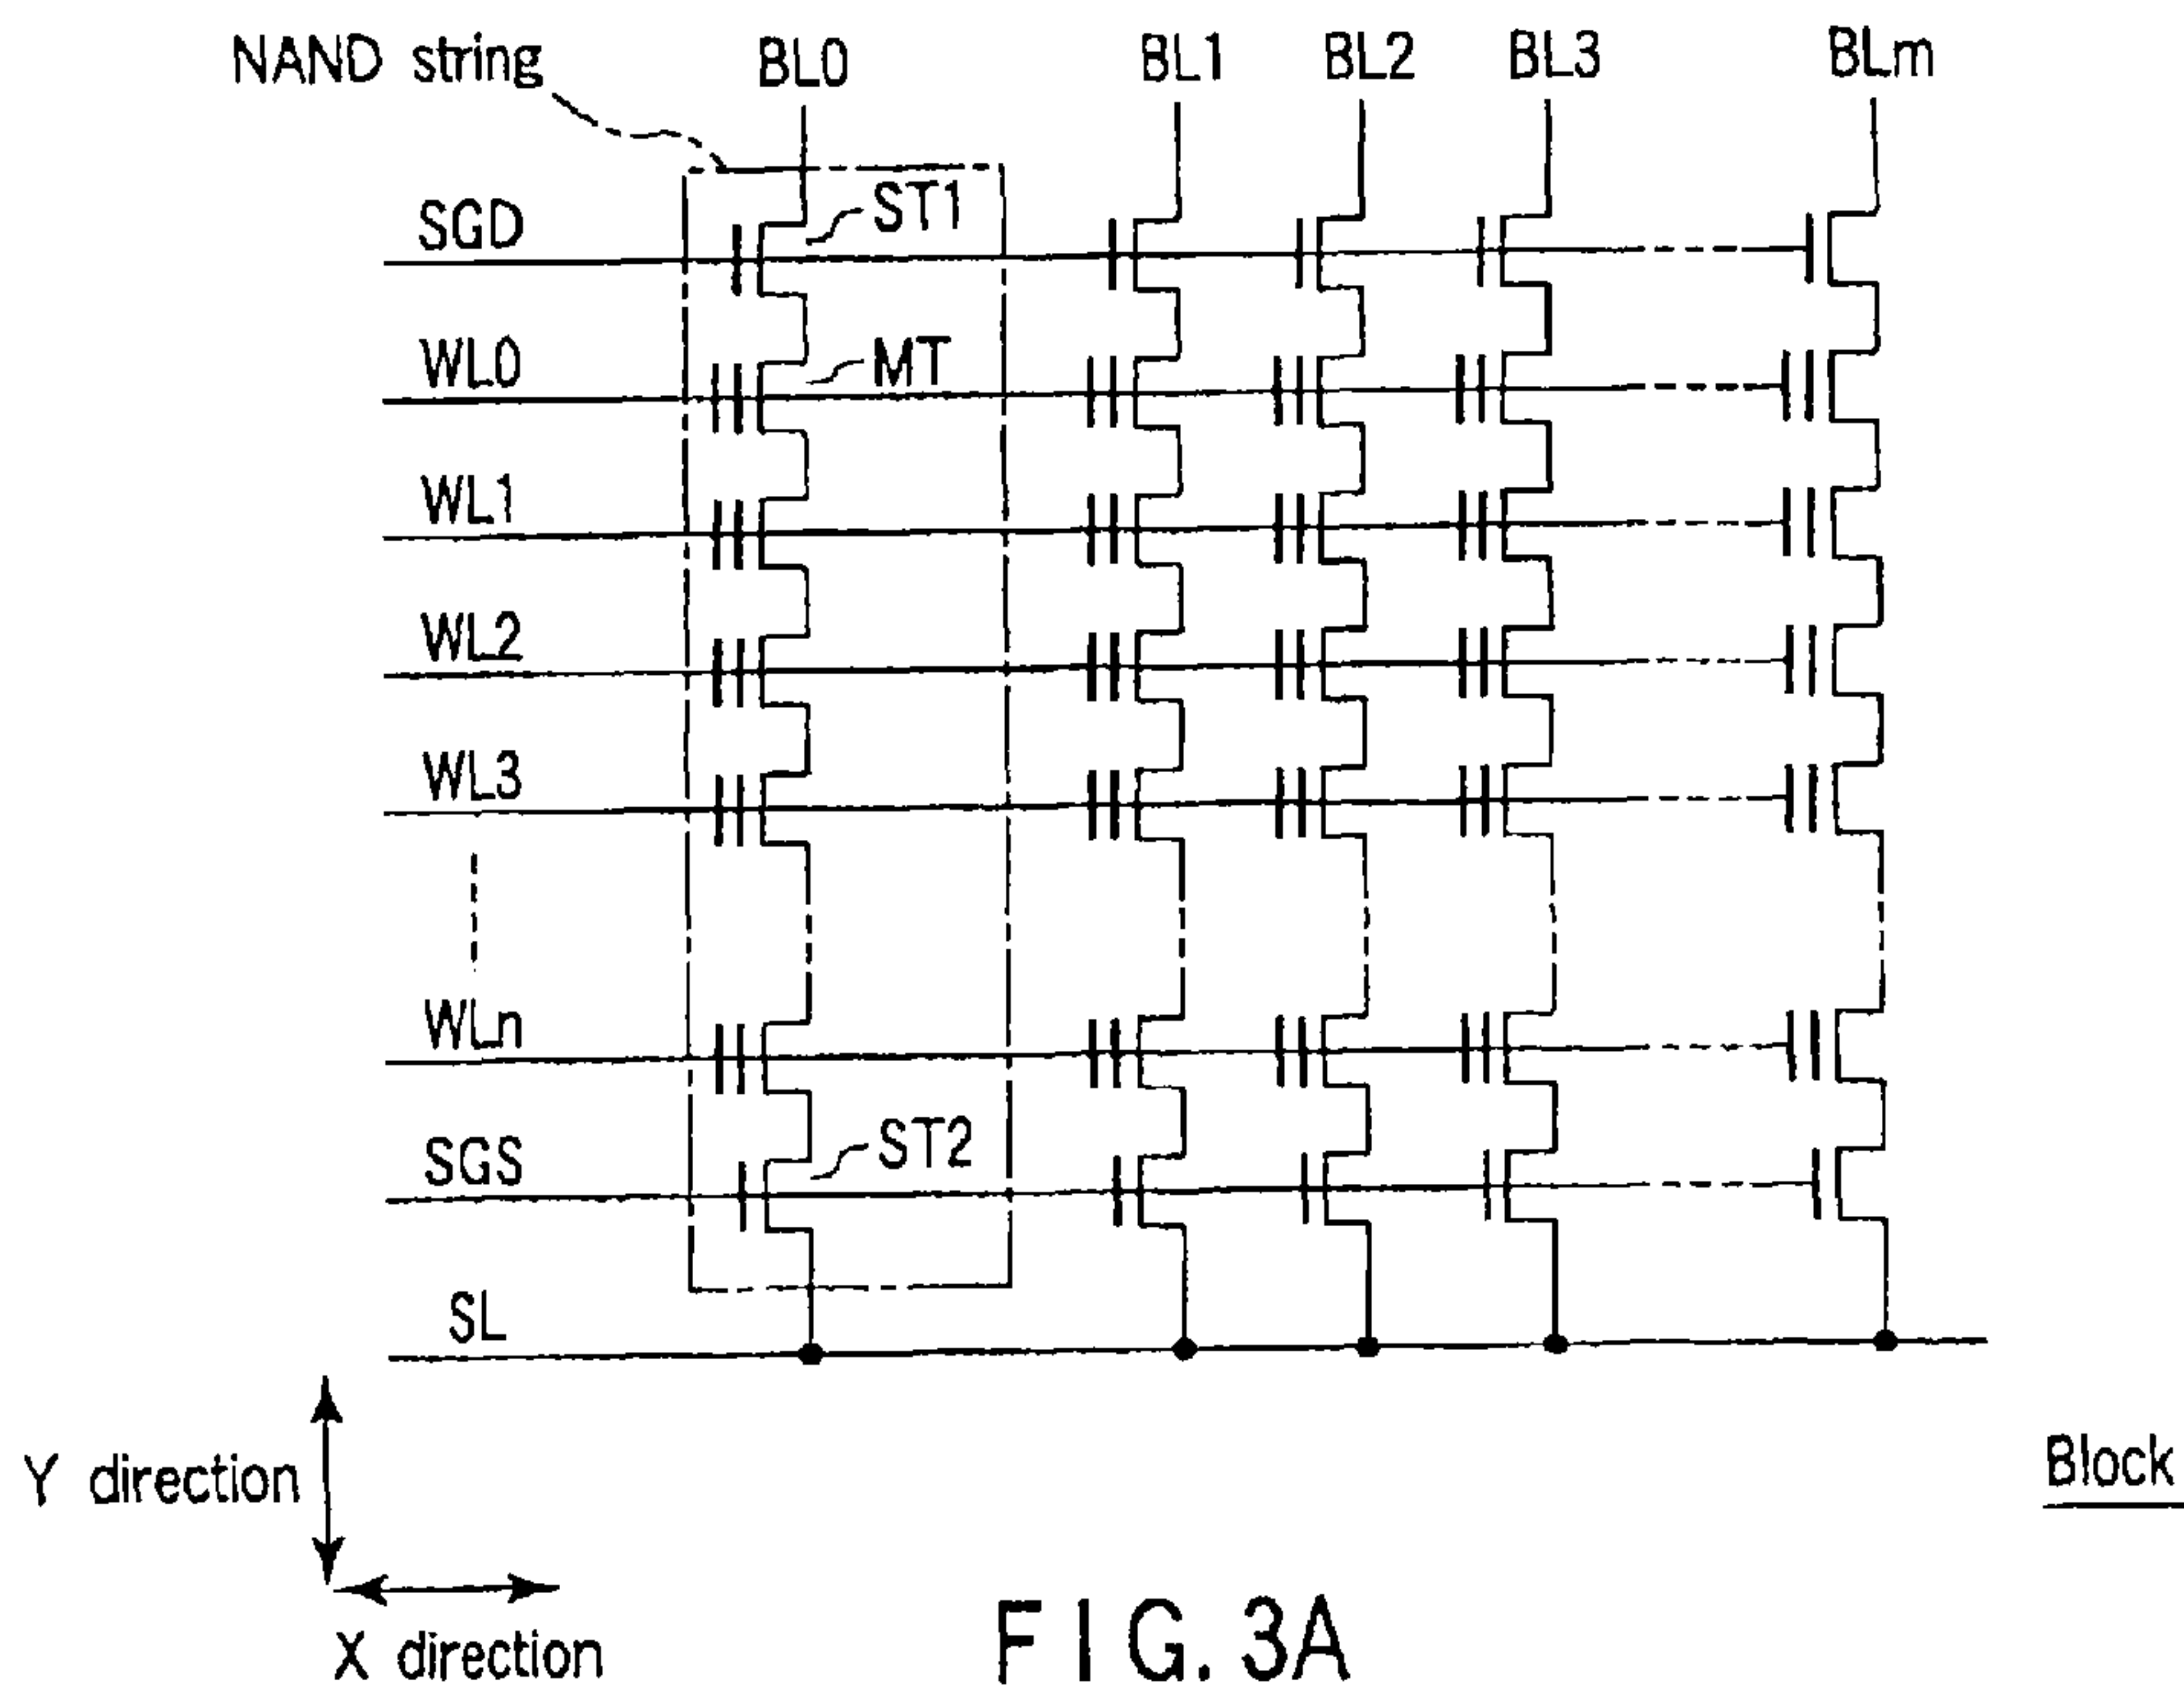 NAND string
BL0 BL1 BL2 BL3 BLm
SGD
ST1
WL0
MT
WL1
WL2
WL3
WLn
SGS
ST2
SL
Y direction
X direction
Block
FIG. 3A